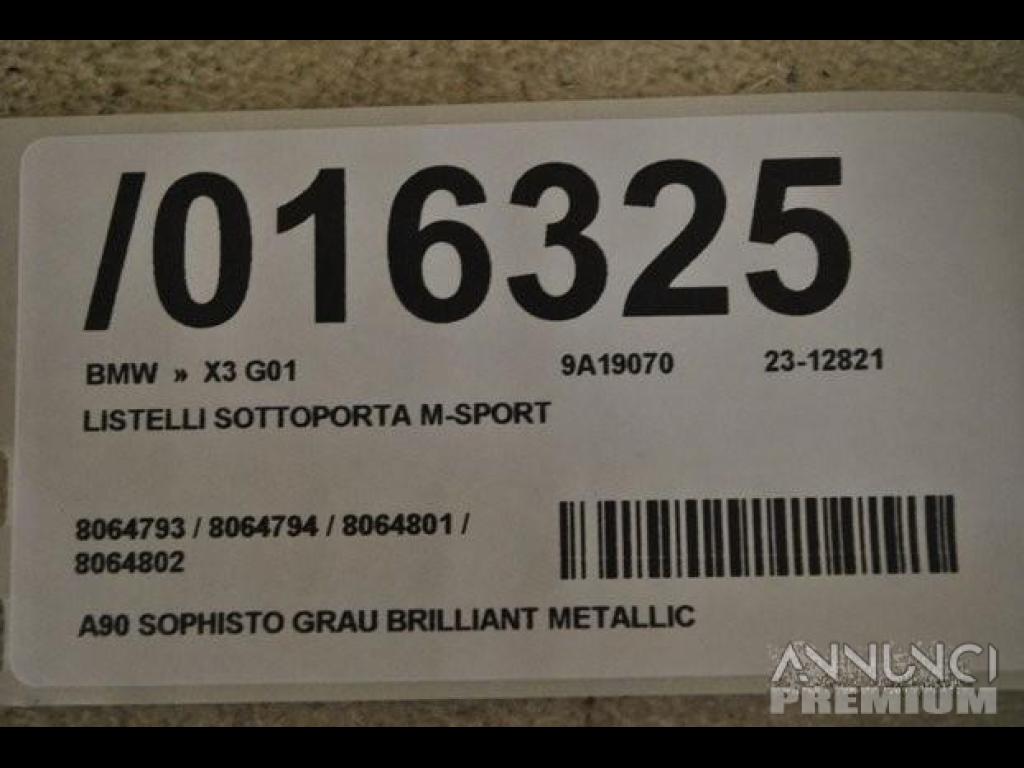 /016325
BMW » X3 G01 9A19070 23-12821
LISTELLI SOTTOPORTA M-SPORT
8064793 / 8064794 / 8064801 /
8064802
A90 SOPHISTO GRAU BRILLIANT METALLIC
ANNUNCI
PREMIUM